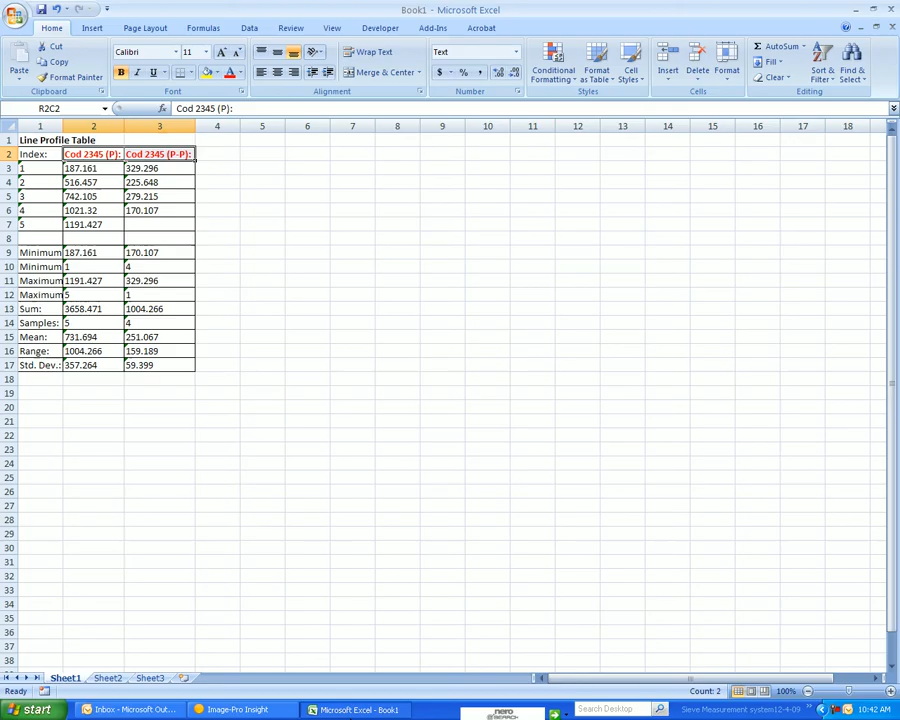 Book1 - Microsoft Excel
Home Insert Page Layout Formulas Data Review View Developer Add-Ins Acrobat
Paste Cut Copy Format Painter Clipboard
Calibri 11 B I U A Font
Wrap Text Merge & Center Alignment
Text $ % , Number
Conditional Formatting Format as Table Cell Styles Styles
Insert Delete Format Cells
Σ AutoSum Fill Clear Sort & Filter Find & Select Editing
R2C2 fx Cod 2345 (P):
1 2 3 4 5 6 7 8 9 10 11 12 13 14 15 16 17 18
1 Line Profile Table
2 Index: Cod 2345 (P): Cod 2345 (P-P):
3 1 187.161 329.296
4 2 516.457 225.648
5 3 742.105 279.215
6 4 1021.32 170.107
7 5 1191.427
8
9 Minimum 187.161 170.107
10 Minimum 1 4
11 Maximum 1191.427 329.296
12 Maximum 5 1
13 Sum: 3658.471 1004.266
14 Samples: 5 4
15 Mean: 731.694 251.067
16 Range: 1004.266 159.189
17 Std. Dev.: 357.264 59.399
18
19
20
21
22
23
24
25
26
27
28
29
30
31
32
33
34
35
36
37
38
Sheet1 Sheet2 Sheet3
Ready Count: 2 100%
start Inbox - Microsoft Out... Image-Pro Insight Microsoft Excel - Book1 nero SEARCH Search Desktop Sieve Measurement system12-4-09 10:42 AM